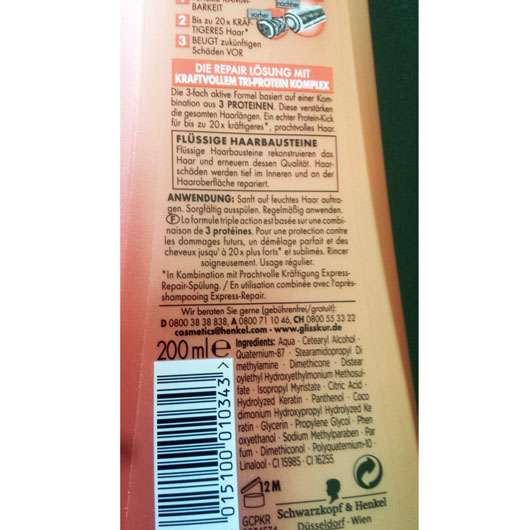 BARKEIT
vorher nachher
2 Bis zu 20x KRÄF-
TIGERES Haar*
3 BEUGT zukünftigen
Schäden VOR
DIE REPAIR LÖSUNG MIT
KRAFTVOLLEM TRI-PROTEIN KOMPLEX
Die 3-fach aktive Formel basiert auf einer Kom-
bination aus 3 PROTEINEN. Diese verstärken
die gesamten Haarlängen. Ein echter Protein-Kick
für bis zu 20x kräftigeres*, prachtvolles Haar.
FLÜSSIGE HAARBAUSTEINE
Flüssige Haarbausteine rekonstruieren das
Haar und erneuern dessen Qualität. Haar-
schäden werden tief im Inneren und an der
Haaroberfläche repariert.
ANWENDUNG: Sanft auf feuchtes Haar auftra-
gen. Sorgfältig ausspülen. Regelmäßig anwenden.
F La formule triple action est basée sur une combi-
naison de 3 protéines. Pour une protection contre
les dommages futurs, un démêlage parfait et des
cheveux jusqu'à 20x plus forts* et sublimés. Rincer
soigneusement. Usage régulier.
*In Kombination mit Prachtvolle Kräftigung Express-
Repair-Spülung. / En utilisation combinée avec l'après-
shampooing Express-Repair.
Wir beraten Sie gerne (gebührenfrei/gratuit):
D 0800 38 38 838, A 0800 71 10 46, CH 0800 55 33 22
cosmetics@henkel.com · www.glisskur.de
200 ml e
Ingredients: Aqua · Cetearyl Alcohol ·
Quaternium-87 · Stearamidopropyl Di
methylamine · Dimethicone · Distear
oylethyl Hydroxyethylmonium Methosul-
fate · Isopropyl Myristate · Citric Acid ·
Hydrolyzed Keratin · Panthenol · Coco
dimonium Hydroxypropyl Hydrolyzed Ke
ratin · Glycerin · Propylene Glycol · Phen
oxyethanol · Sodium Methylparaben · Par
fum · Dimethiconol · Polyquaternium-10 ·
Linalool · CI 15985 · CI 16255
015100 010343>
12 M
Schwarzkopf & Henkel
Düsseldorf · Wien
GCPKR